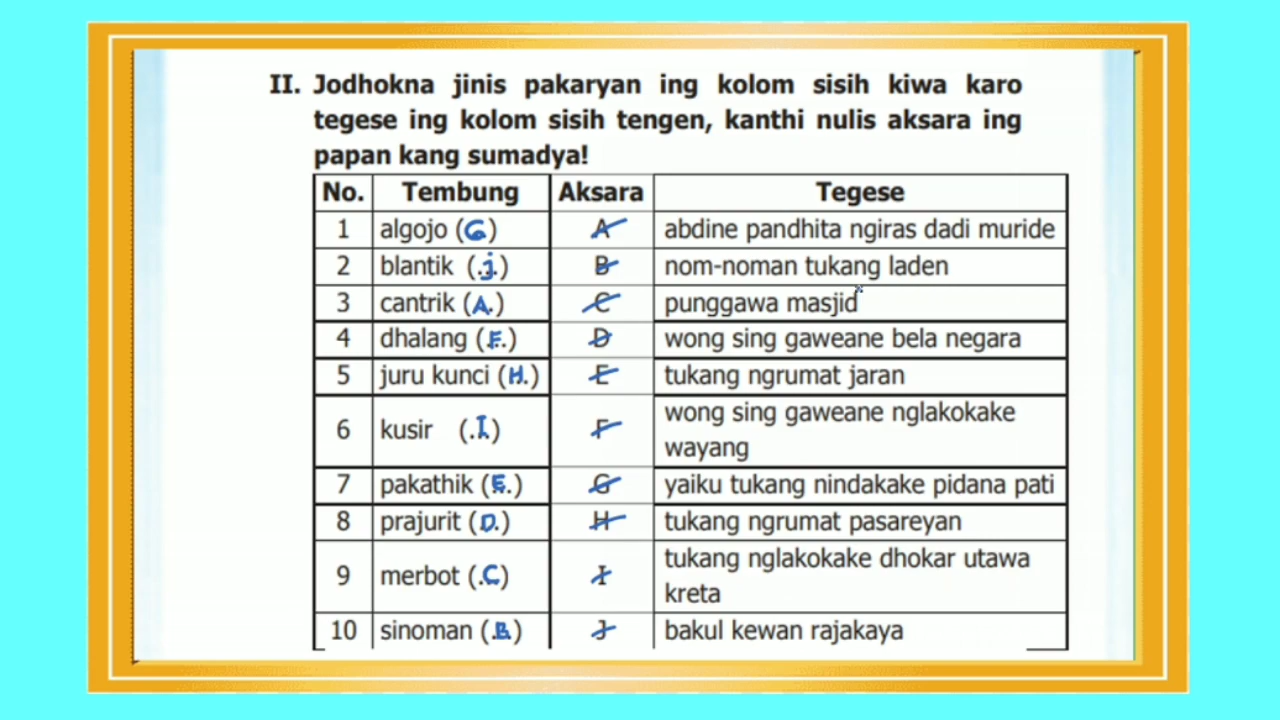 II. Jodhokna jinis pakaryan ing kolom sisih kiwa karo
tegese ing kolom sisih tengen, kanthi nulis aksara ing
papan kang sumadya!
No. Tembung Aksara Tegese
1 algojo (G) A abdine pandhita ngiras dadi muride
2 blantik (.j.) B nom-noman tukang laden
3 cantrik (A.) C punggawa masjid
4 dhalang (F.) D wong sing gaweane bela negara
5 juru kunci (H.) E tukang ngrumat jaran
6 kusir (.I.) F wong sing gaweane nglakokake
wayang
7 pakathik (E.) G yaiku tukang nindakake pidana pati
8 prajurit (D.) H tukang ngrumat pasareyan
9 merbot (.C) I tukang nglakokake dhokar utawa
kreta
10 sinoman (.B.) J bakul kewan rajakaya